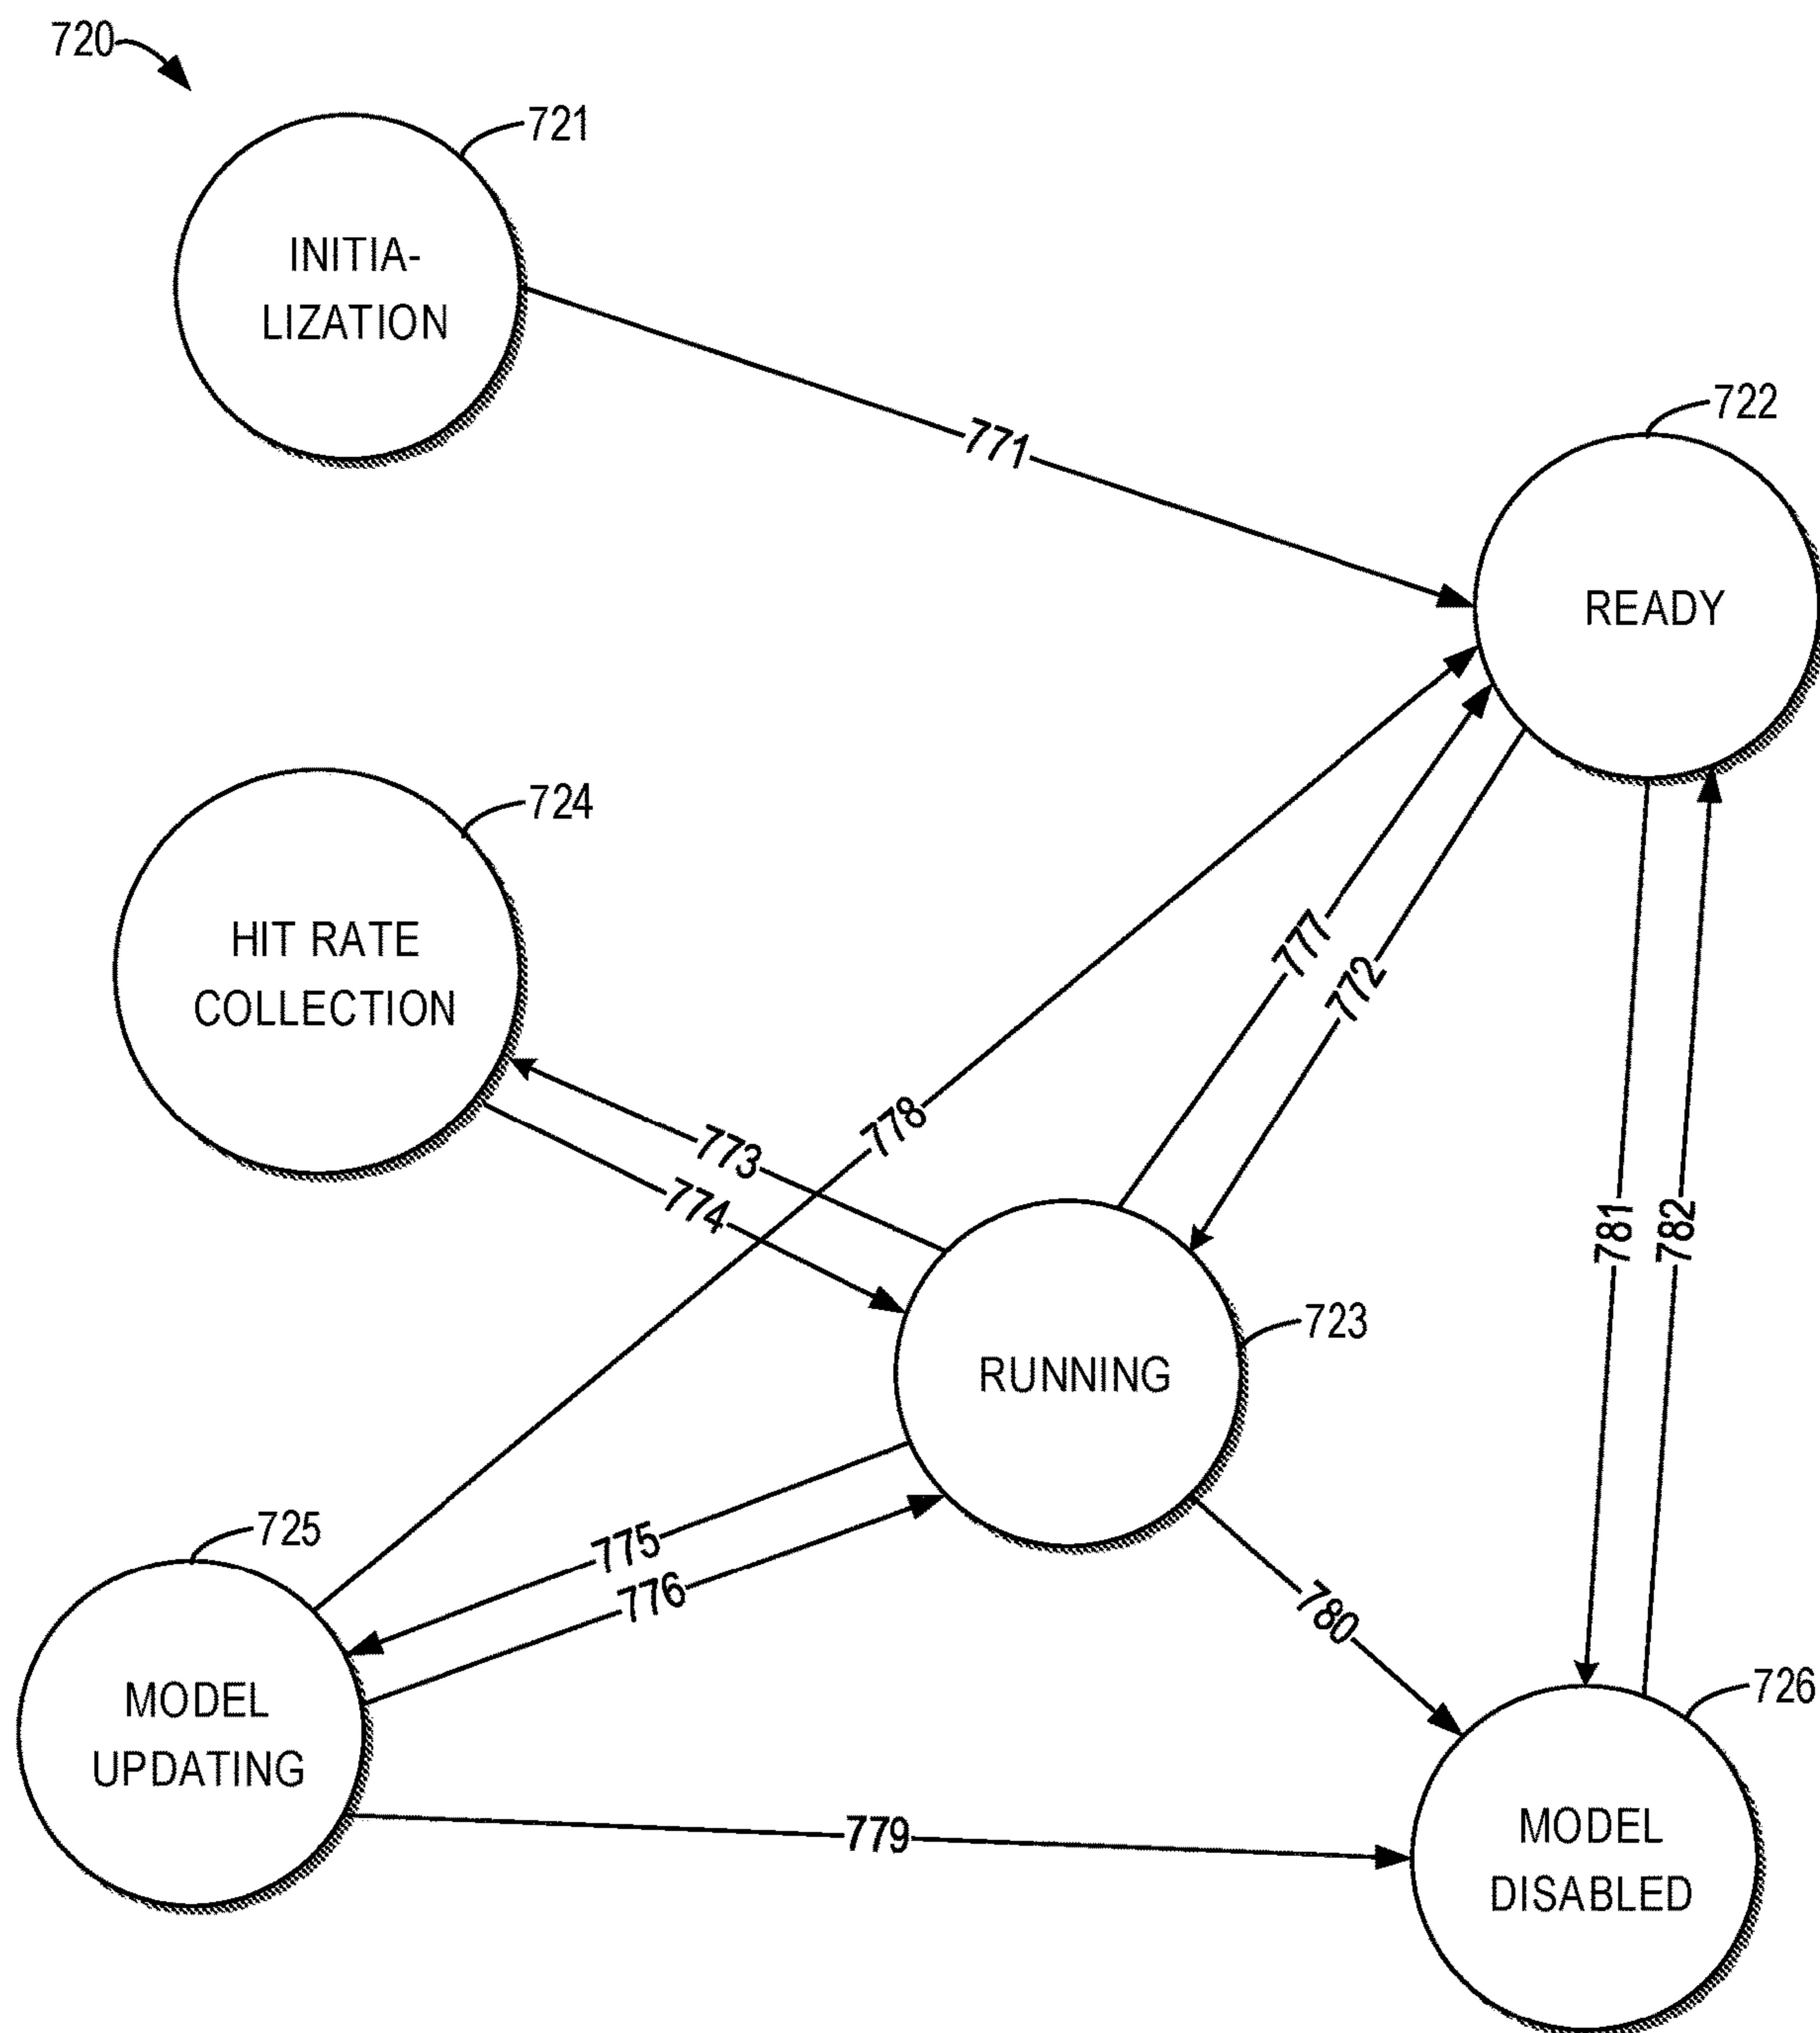 720
721
INITIA-
LIZATION
771
722
READY
724
HIT RATE
COLLECTION
777
772
778
773
774
781
782
723
RUNNING
725
775
776
780
MODEL
UPDATING
726
779
MODEL
DISABLED